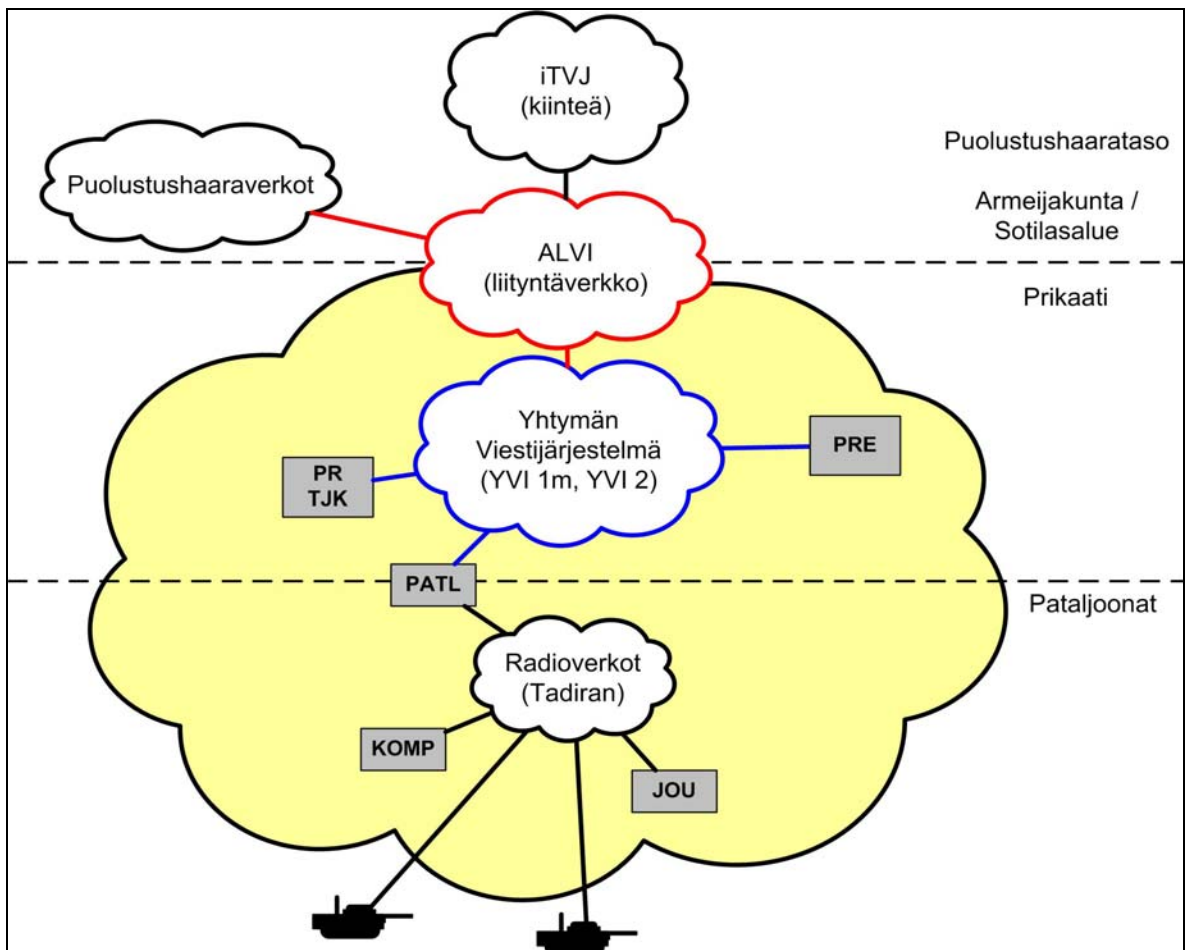 iTVJ
(kiinteä)
Puolustushaarataso
Puolustushaaraverkot
Armeijakunta /
Sotilasalue
ALVI
(liityntäverkko)
Prikaati
Yhtymän
Viestijärjestelmä
(YVI 1m, YVI 2)
PRE
PR
TJK
PATL
Pataljoonat
Radioverkot
(Tadiran)
KOMP
JOU